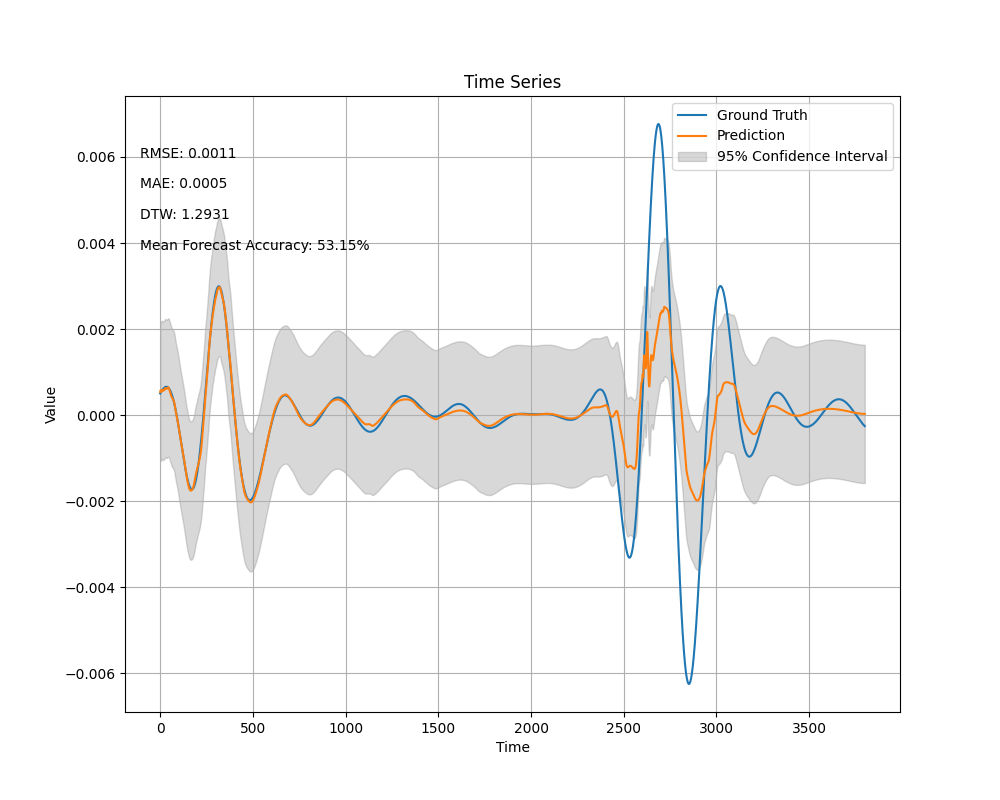 Time Series
Ground Truth
Prediction
95% Confidence Interval
RMSE: 0.0011
MAE: 0.0005
DTW: 1.2931
Mean Forecast Accuracy: 53.15%
Value
0.006
0.004
0.002
0.000
−0.002
−0.004
−0.006
0 500 1000 1500 2000 2500 3000 3500
Time